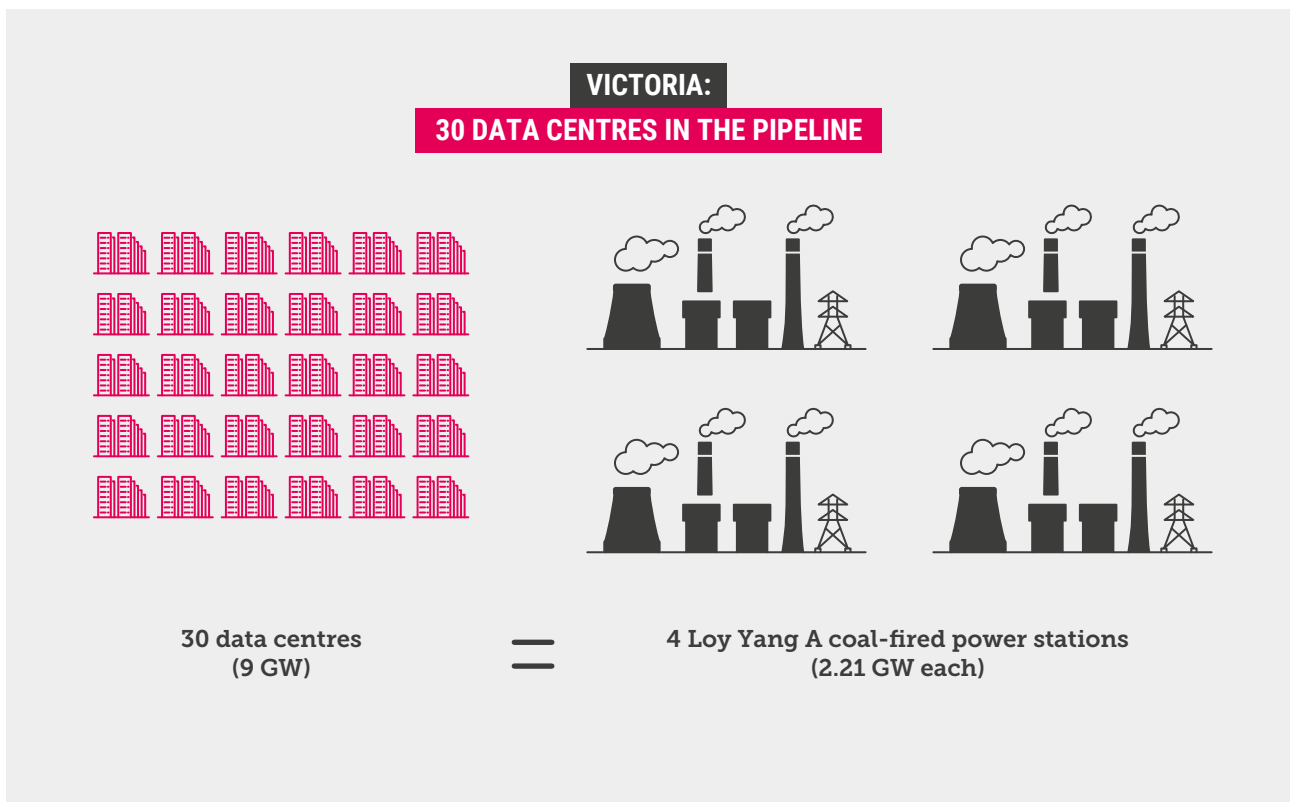 VICTORIA:
30 DATA CENTRES IN THE PIPELINE
30 data centres
(9 GW)
=
4 Loy Yang A coal-fired power stations
(2.21 GW each)